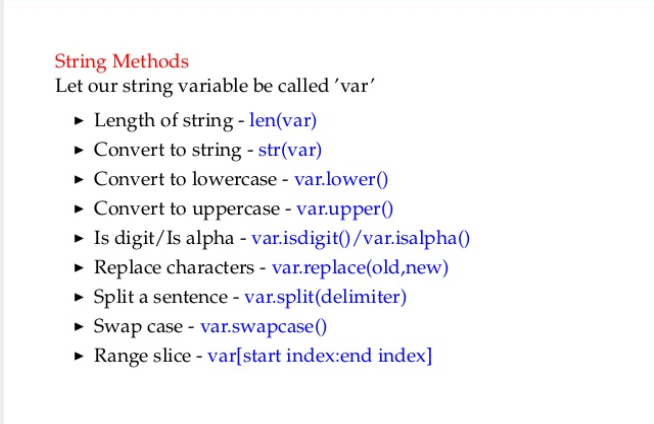 String Methods
Let our string variable be called ’var’
► Length of string - len(var)
► Convert to string - str(var)
► Convert to lowercase - var.lower()
► Convert to uppercase - var.upper()
► Is digit/Is alpha - var.isdigit()/var.isalpha()
► Replace characters - var.replace(old,new)
► Split a sentence - var.split(delimiter)
► Swap case - var.swapcase()
► Range slice - var[start index:end index]